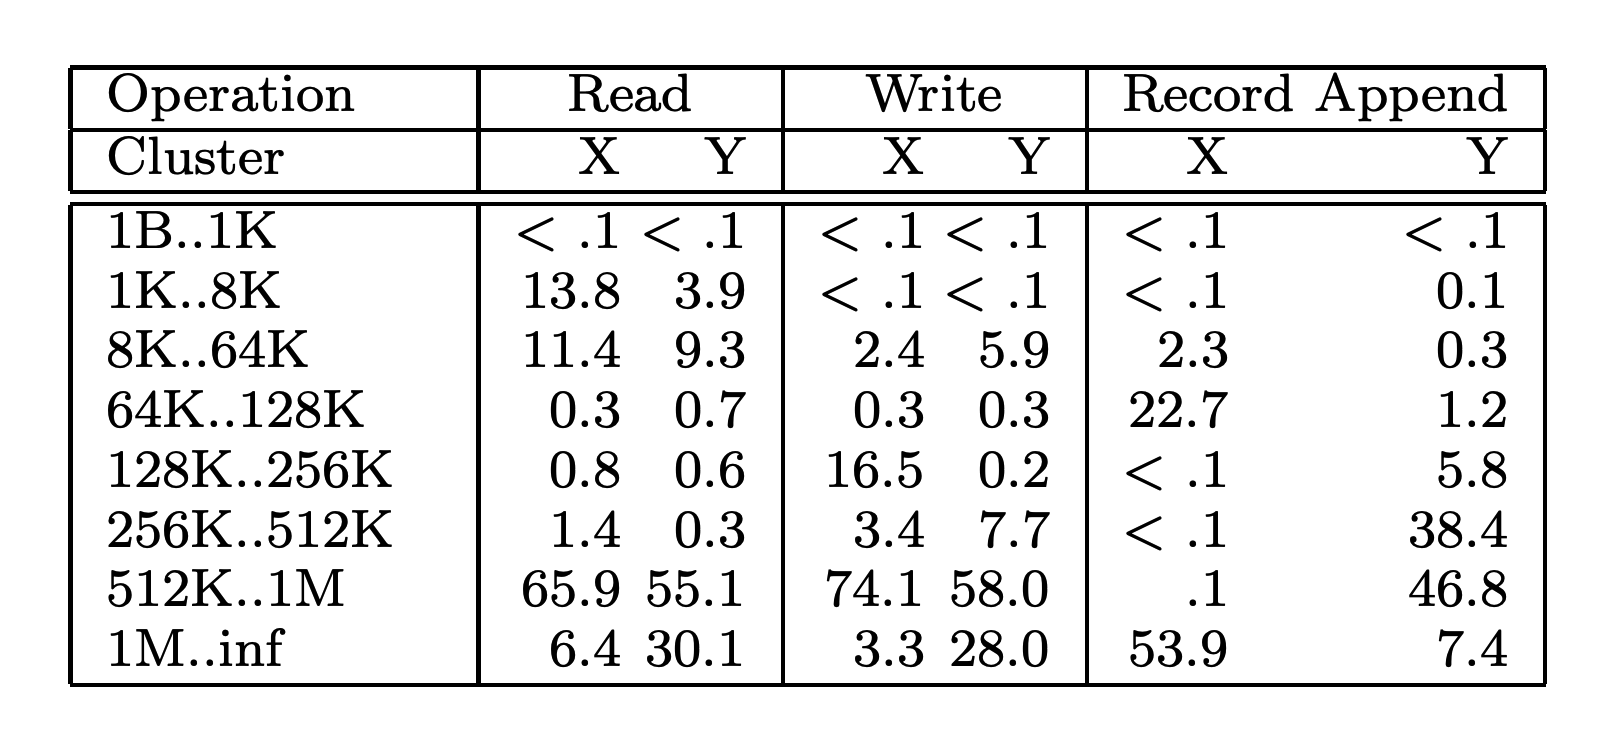 Operation Read Write Record Append
Cluster X Y X Y X Y
1B..1K < .1 < .1 < .1 < .1 < .1 < .1
1K..8K 13.8 3.9 < .1 < .1 < .1 0.1
8K..64K 11.4 9.3 2.4 5.9 2.3 0.3
64K..128K 0.3 0.7 0.3 0.3 22.7 1.2
128K..256K 0.8 0.6 16.5 0.2 < .1 5.8
256K..512K 1.4 0.3 3.4 7.7 < .1 38.4
512K..1M 65.9 55.1 74.1 58.0 .1 46.8
1M..inf 6.4 30.1 3.3 28.0 53.9 7.4